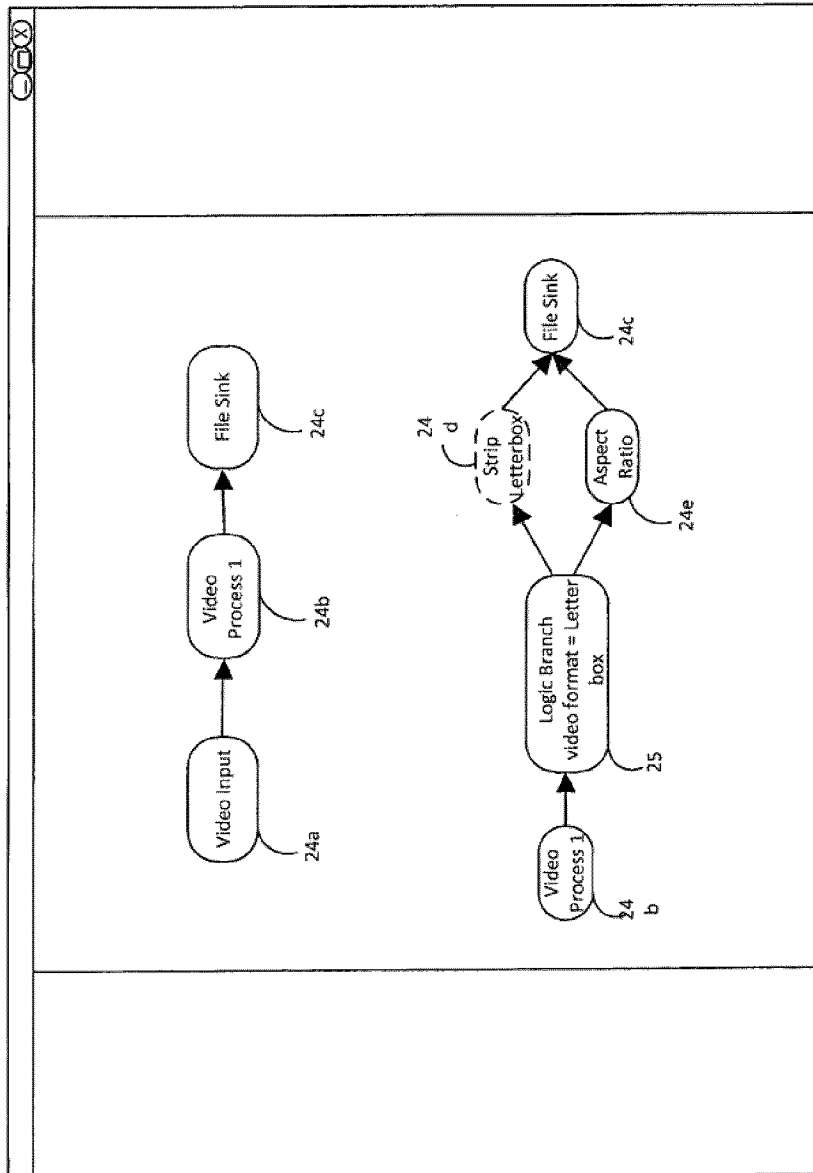 X
Video Input
24a
Video
Process 1
24b
File Sink
24c
Video
Process 1
24
b
Logic Branch
video format = Letter
box
25
Strip
Letterbox
24
d
Aspect
Ratio
24e
File Sink
24c